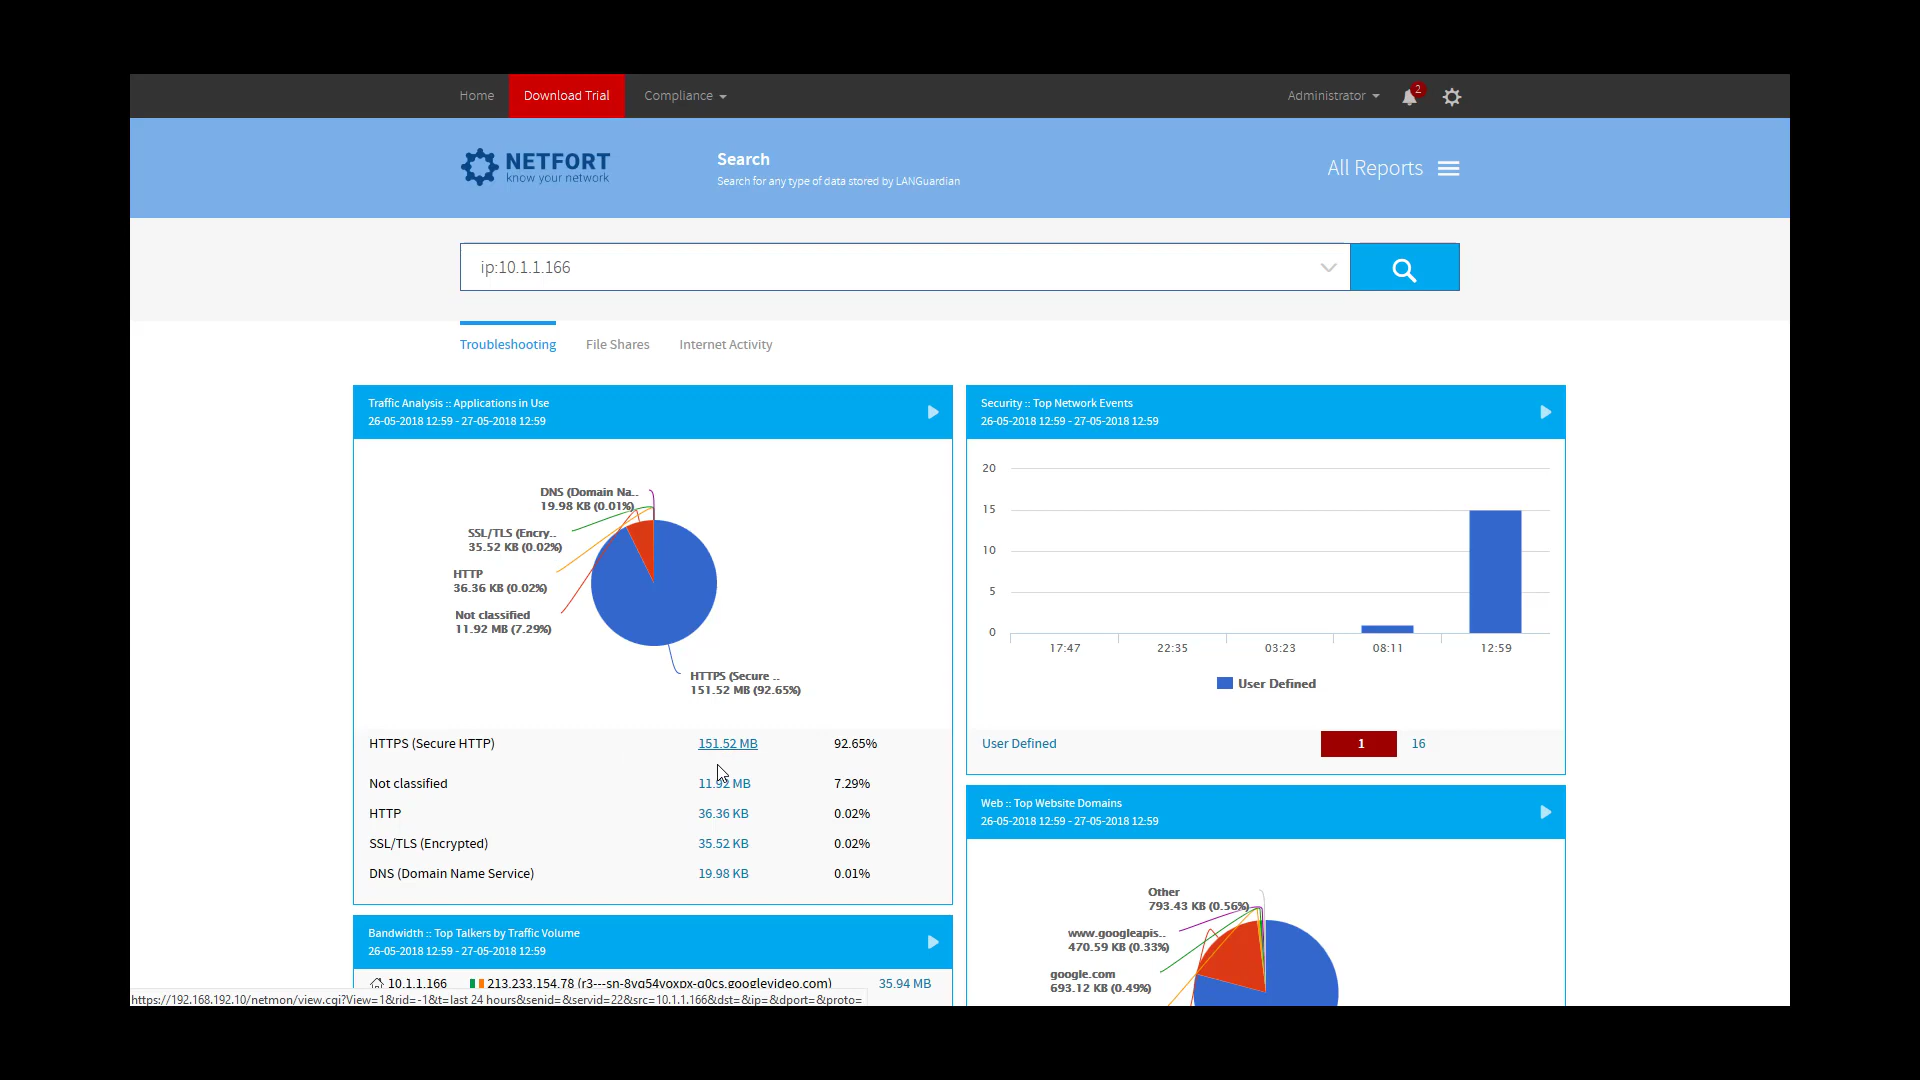 Home
Download Trial
Compliance
Administrator
2
NETFORT
know your network
Search
Search for any type of data stored by LANGuardian
All Reports
ip:10.1.1.166
Troubleshooting
File Shares
Internet Activity
Traffic Analysis :: Applications in Use
26-05-2018 12:59 - 27-05-2018 12:59
DNS (Domain Na..
19.98 KB (0.01%)
SSL/TLS (Encry..
35.52 KB (0.02%)
HTTP
36.36 KB (0.02%)
Not classified
11.92 MB (7.29%)
HTTPS (Secure ..
151.52 MB (92.65%)
HTTPS (Secure HTTP) 151.52 MB 92.65%
Not classified 11.92 MB 7.29%
HTTP 36.36 KB 0.02%
SSL/TLS (Encrypted) 35.52 KB 0.02%
DNS (Domain Name Service) 19.98 KB 0.01%
Bandwidth :: Top Talkers by Traffic Volume
26-05-2018 12:59 - 27-05-2018 12:59
10.1.1.166 213.233.154.78 35.94 MB
Security :: Top Network Events
26-05-2018 12:59 - 27-05-2018 12:59
20
15
10
5
0
17:47 22:35 03:23 08:11 12:59
User Defined
User Defined 1 16
Web :: Top Website Domains
26-05-2018 12:59 - 27-05-2018 12:59
Other
793.43 KB (0.56%)
www.googleapis..
470.59 KB (0.33%)
google.com
693.12 KB (0.49%)
https://192.168.192.10/netmon/view.cgi?View=1&rid=-1&t=last 24 hours&senid=&servid=22&src=10.1.1.166&dst=&ip=&dport=&proto=